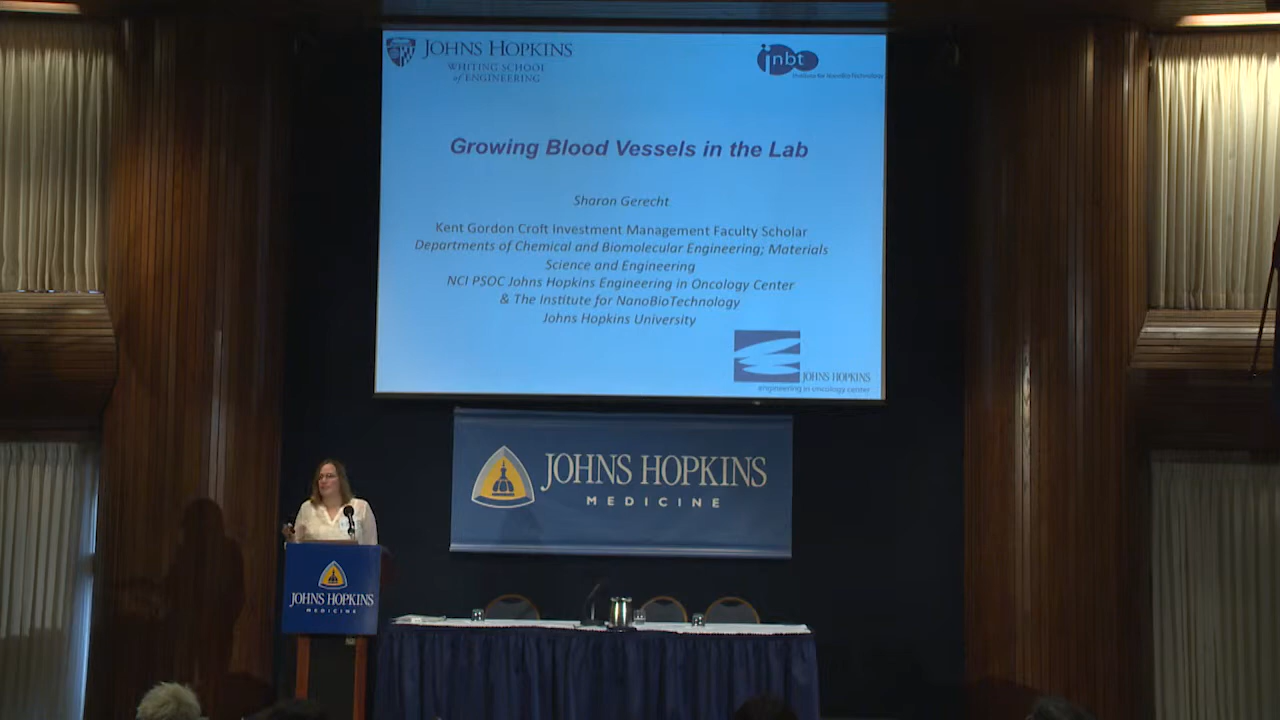 JOHNS HOPKINS
WHITING SCHOOL
of ENGINEERING
inbt
Institute for NanoBioTechnology
Growing Blood Vessels in the Lab
Sharon Gerecht
Kent Gordon Croft Investment Management Faculty Scholar
Departments of Chemical and Biomolecular Engineering; Materials
Science and Engineering
NCI PSOC Johns Hopkins Engineering in Oncology Center
& The Institute for NanoBioTechnology
Johns Hopkins University
JOHNS HOPKINS
engineering in oncology center
JOHNS HOPKINS
MEDICINE
JOHNS HOPKINS
MEDICINE